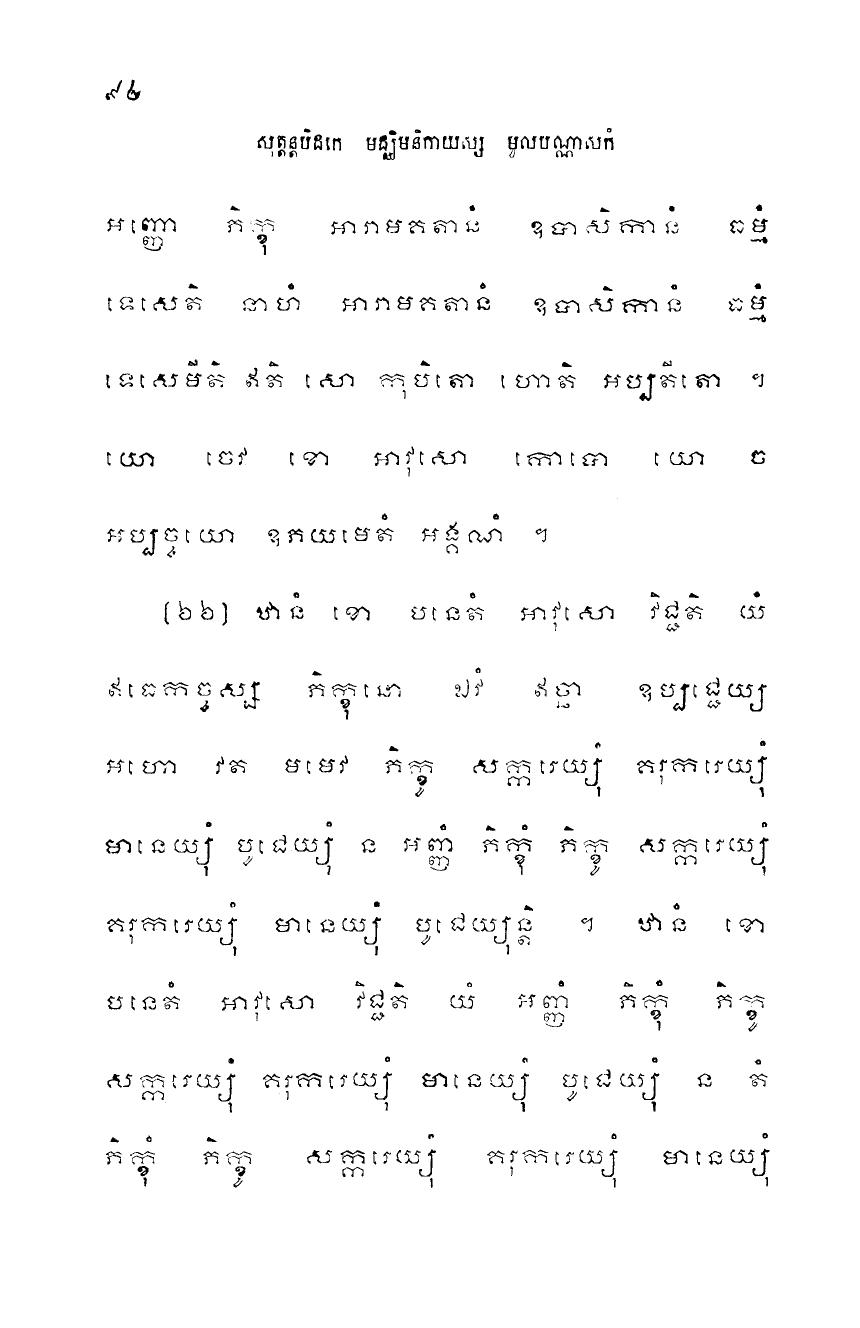 ៩៤
សុត្តន្តបិដកេ មជ្ឈិមនិកាយស្ស មូលបណ្ណាសកំ
អញ្ញោ ភិក្ខុ អារាមគតានំ ឧបាសិកានំ ធម្មំ
ទេសេតិ នាហំ អារាមគតានំ ឧបាសិកានំ ធម្មំ
ទេសេមីតិ ឥតិ សោ កុបិតោ ហោតិ អប្បតីតោ ។
យោ ចេវ ខោ អាវុសោ កោបោ យោ ច
អប្បច្ចយោ ឧភយមេតំ អង្គណំ ។
[៦៦] ឋានំ ខោ បនេតំ អាវុសោ វិជ្ជតិ យំ
ឥធេកច្ចស្ស ភិក្ខុនោ ឯវំ ឥច្ឆា ឧប្បជ្ជេយ្យ
អហោ វត មមេវ ភិក្ខូ សក្ករេយ្យុំ គរុការេយ្យុំ
មានេយ្យុំ បូជេយ្យុំ ន អញ្ញំ ភិក្ខុំ ភិក្ខូ សក្ករេយ្យុំ
គរុការេយ្យុំ មានេយ្យុំ បូជេយ្យុន្តិ ។ ឋានំ ខោ
បនេតំ អាវុសោ វិជ្ជតិ យំ អញ្ញំ ភិក្ខុំ ភិក្ខូ
សក្ករេយ្យុំ គរុការេយ្យុំ មានេយ្យុំ បូជេយ្យុំ ន តំ
ភិក្ខុំ ភិក្ខូ សក្ករេយ្យុំ គរុការេយ្យុំ មានេយ្យុំ